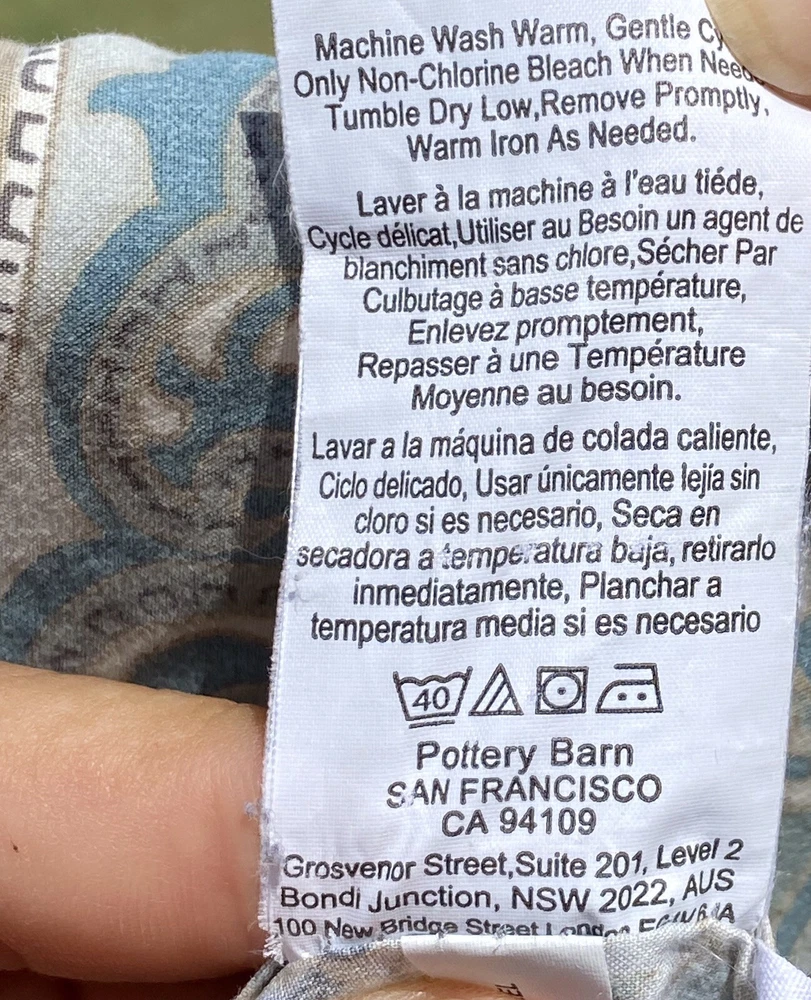 Machine Wash Warm, Gentle
Only Non-Chlorine Bleach When
Tumble Dry Low,Remove Promptly,
Warm Iron As Needed.
Laver à la machine à l'eau tiéde,
Cycle délicat,Utiliser au Besoin un agent de
blanchiment sans chlore,Sécher Par
Culbutage à basse température,
Enlevez promptement,
Repasser à une Température
Moyenne au besoin.
Lavar a la máquina de colada caliente,
Ciclo delicado, Usar únicamente lejía sin
cloro si es necesario, Seca en
secadora a temperatura baja, retirarlo
inmediatamente, Planchar a
temperatura media si es necesario
40
Pottery Barn
SAN FRANCISCO
CA 94109
Grosvenor Street,Suite 201, Level 2
Bondi Junction, NSW 2022, AUS
100 New Bridge Street London